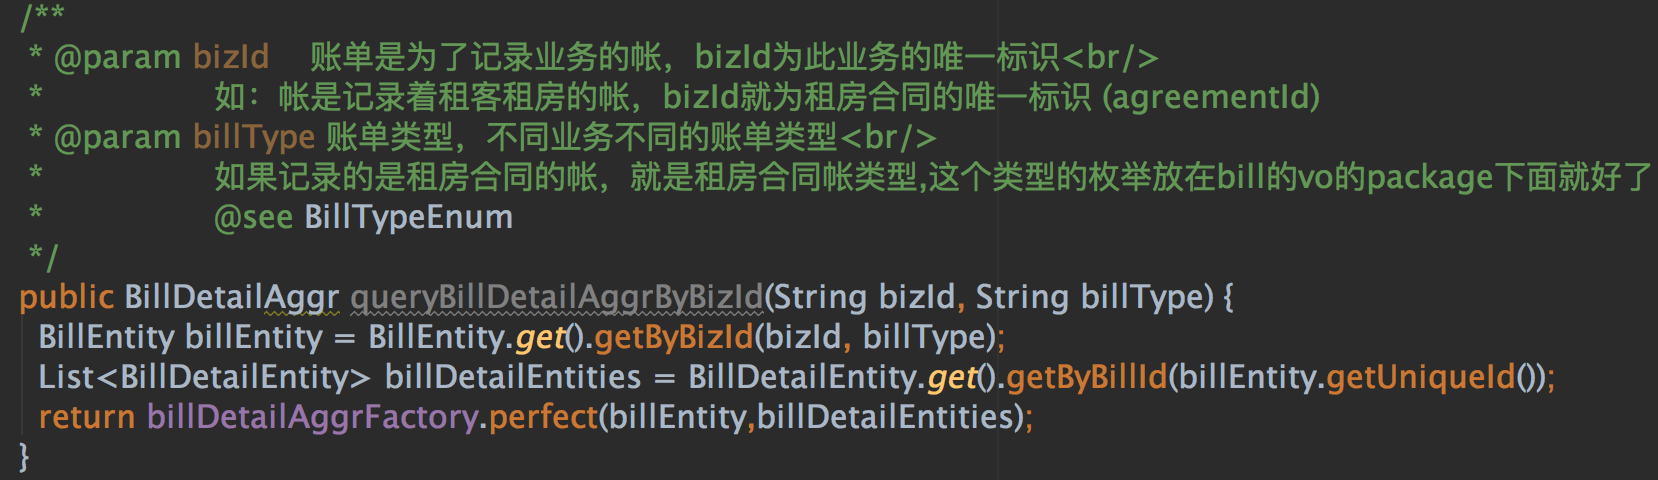 /**
 * @param bizId    账单是为了记录业务的帐，bizId为此业务的唯一标识<br/>
 *                 如：帐是记录着租客租房的帐，bizId就为租房合同的唯一标识 (agreementId)
 * @param billType 账单类型，不同业务不同的账单类型<br/>
 *                 如果记录的是租房合同的帐，就是租房合同帐类型,这个类型的枚举放在bill的vo的package下面就好了
 *                 @see BillTypeEnum
 */
public BillDetailAggr queryBillDetailAggrByBizId(String bizId, String billType) {
  BillEntity billEntity = BillEntity.get().getByBizId(bizId, billType);
  List<BillDetailEntity> billDetailEntities = BillDetailEntity.get().getByBillId(billEntity.getUniqueId());
  return billDetailAggrFactory.perfect(billEntity,billDetailEntities);
}